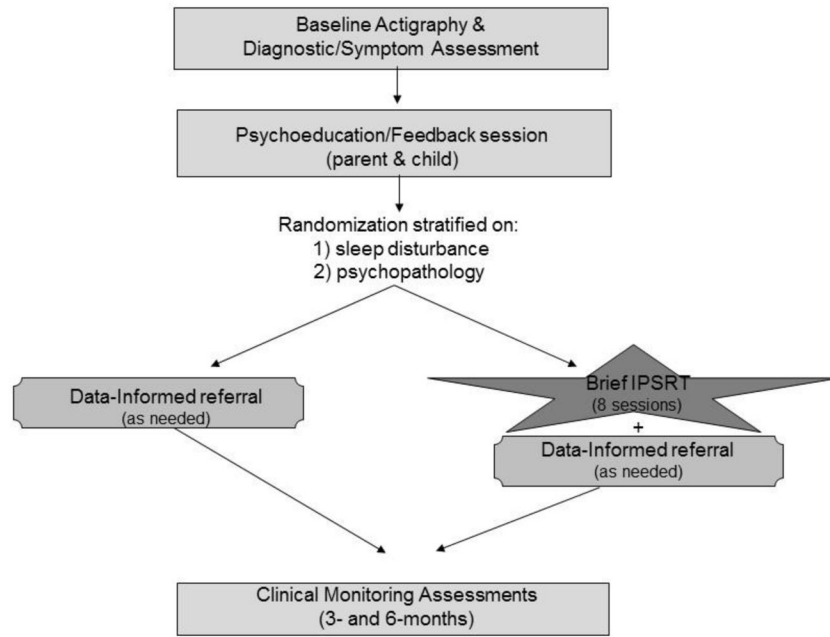 Baseline Actigraphy &
Diagnostic/Symptom Assessment
Psychoeducation/Feedback session
(parent & child)
Randomization stratified on:
1) sleep disturbance
2) psychopathology
Data-Informed referral
(as needed)
Brief IPSRT
(8 sessions)
+
Data-Informed referral
(as needed)
Clinical Monitoring Assessments
(3- and 6-months)